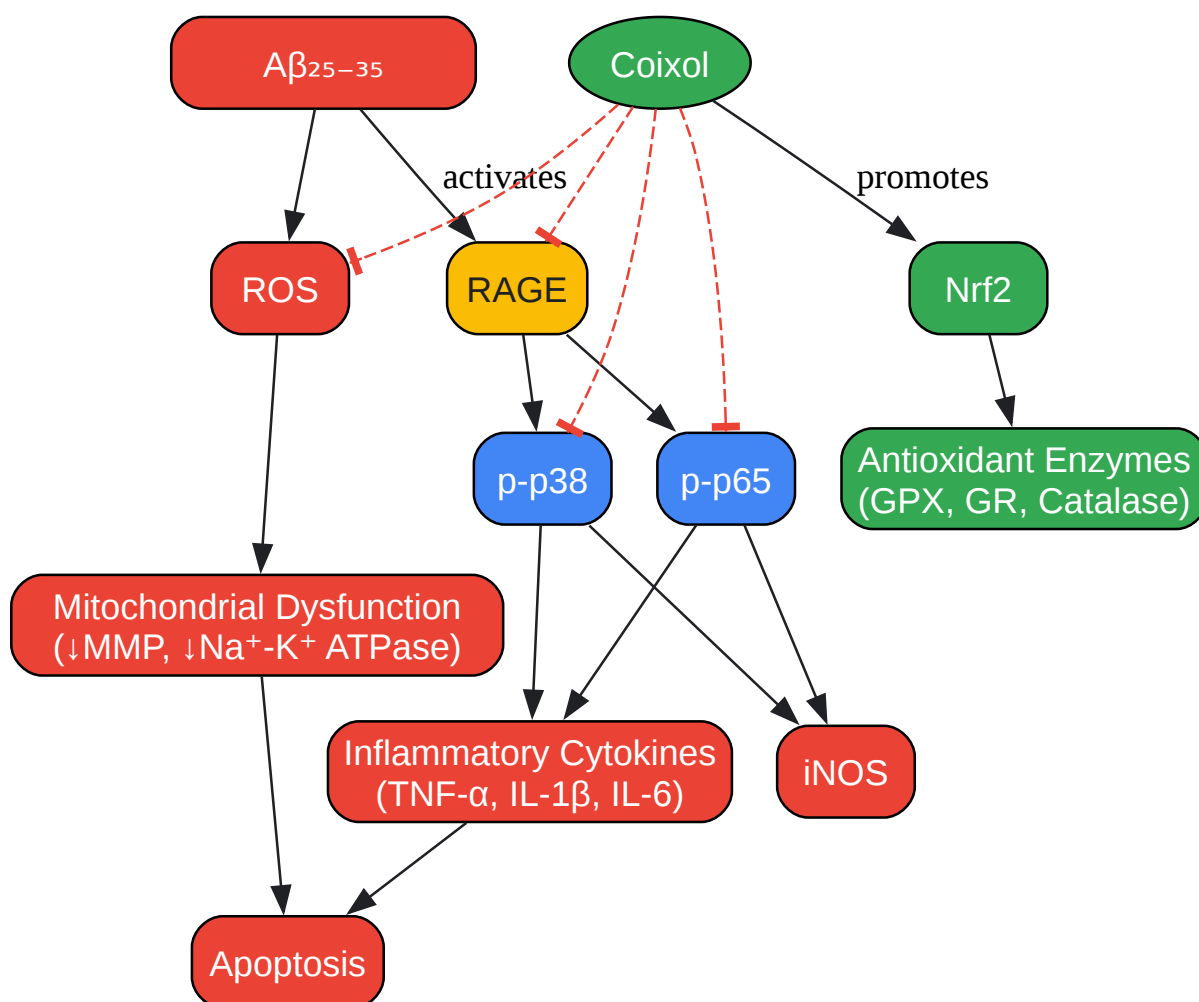 Aβ₂₅₋₃₅
Coixol
activates
promotes
ROS
RAGE
Nrf2
p-p38
p-p65
Antioxidant Enzymes
(GPX, GR, Catalase)
Mitochondrial Dysfunction
(↓MMP, ↓Na⁺-K⁺ ATPase)
Inflammatory Cytokines
(TNF-α, IL-1β, IL-6)
iNOS
Apoptosis